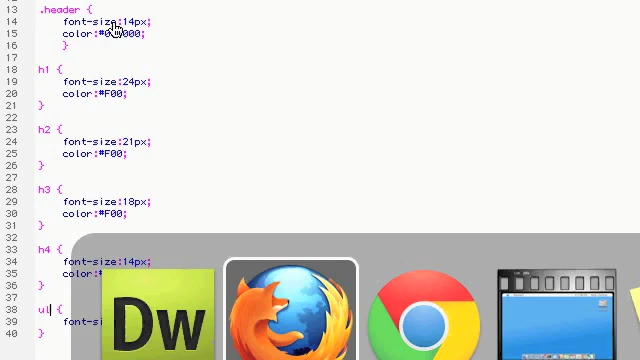 13 .header {
14 font-size:14px;
15 color:#000000;
16 }
17
18 h1 {
19 font-size:24px;
20 color:#F00;
21 }
22
23 h2 {
24 font-size:21px;
25 color:#F00;
26 }
27
28 h3 {
29 font-size:18px;
30 color:#F00;
31 }
32
33 h4 {
34 font-size:14px;
35 color:#
36 }
37
38 ul {
39 font-si
40 }
Dw